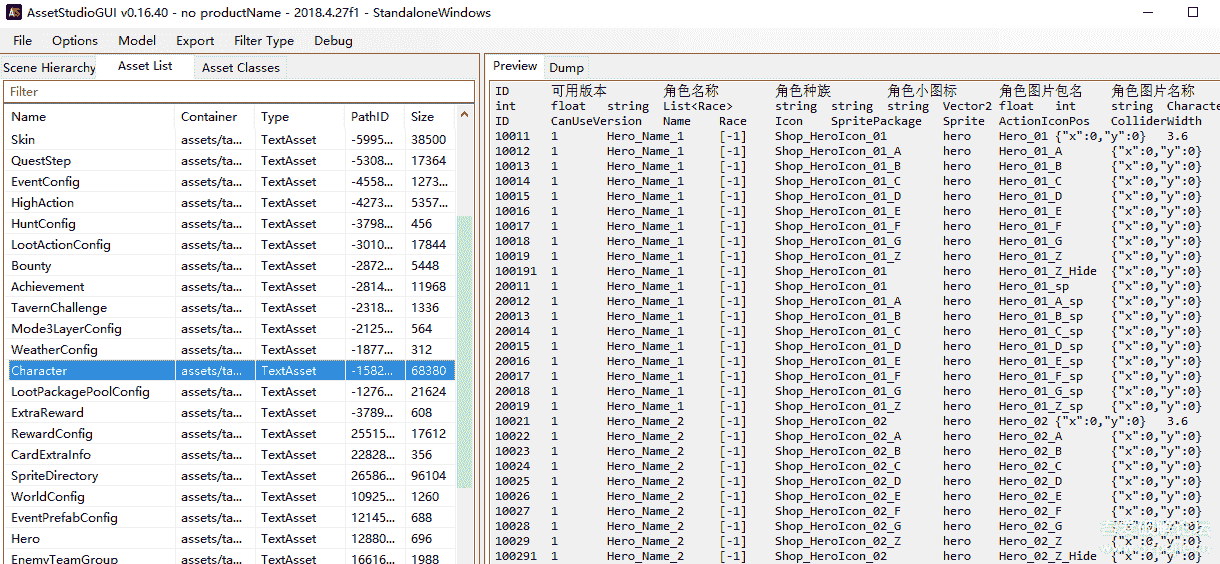 AssetStudioGUI v0.16.40 - no productName - 2018.4.27f1 - StandaloneWindows
File Options Model Export Filter Type Debug
Scene Hierarchy Asset List Asset Classes
Filter
Name Container Type PathID Size
Skin assets/ta... TextAsset -5995... 38500
QuestStep assets/ta... TextAsset -5308... 17364
EventConfig assets/ta... TextAsset -4558... 1273...
HighAction assets/ta... TextAsset -4273... 5357...
HuntConfig assets/ta... TextAsset -3798... 456
LootActionConfig assets/ta... TextAsset -3010... 17844
Bounty assets/ta... TextAsset -2872... 5448
Achievement assets/ta... TextAsset -2814... 11968
TavernChallenge assets/ta... TextAsset -2318... 1336
Mode3LayerConfig assets/ta... TextAsset -2125... 564
WeatherConfig assets/ta... TextAsset -1877... 312
Character assets/ta... TextAsset -1582... 68380
LootPackagePoolConfig assets/ta... TextAsset -1276... 21624
ExtraReward assets/ta... TextAsset -3789... 608
RewardConfig assets/ta... TextAsset 25515... 17612
CardExtraInfo assets/ta... TextAsset 22828... 356
SpriteDirectory assets/ta... TextAsset 26586... 96104
WorldConfig assets/ta... TextAsset 10925... 1260
EventPrefabConfig assets/ta... TextAsset 12145... 688
Hero assets/ta... TextAsset 12880... 696
EnemyTeamGroup assets/ta... TextAsset 16616... 1988
Preview Dump
ID 可用版本 角色名称 角色种族 角色小图标 角色图片包名 角色图片名称
int float string List<Race> string string string Vector2 float int string Characte
ID CanUseVersion Name Race Icon SpritePackage Sprite ActionIconPos ColliderWidth
10011 1 Hero_Name_1 [-1] Shop_HeroIcon_01 hero Hero_01 {"x":0,"y":0} 3.6
10012 1 Hero_Name_1 [-1] Shop_HeroIcon_01_A hero Hero_01_A {"x":0,"y":0}
10013 1 Hero_Name_1 [-1] Shop_HeroIcon_01_B hero Hero_01_B {"x":0,"y":0}
10014 1 Hero_Name_1 [-1] Shop_HeroIcon_01_C hero Hero_01_C {"x":0,"y":0}
10015 1 Hero_Name_1 [-1] Shop_HeroIcon_01_D hero Hero_01_D {"x":0,"y":0}
10016 1 Hero_Name_1 [-1] Shop_HeroIcon_01_E hero Hero_01_E {"x":0,"y":0}
10017 1 Hero_Name_1 [-1] Shop_HeroIcon_01_F hero Hero_01_F {"x":0,"y":0}
10018 1 Hero_Name_1 [-1] Shop_HeroIcon_01_G hero Hero_01_G {"x":0,"y":0}
10019 1 Hero_Name_1 [-1] Shop_HeroIcon_01_Z hero Hero_01_Z {"x":0,"y":0}
100191 1 Hero_Name_1 [-1] Shop_HeroIcon_01 hero Hero_01_Z_Hide {"x":0,"y":0}
20011 1 Hero_Name_1 [-1] Shop_HeroIcon_01 hero Hero_01_sp {"x":0,"y":0}
20012 1 Hero_Name_1 [-1] Shop_HeroIcon_01_A hero Hero_01_A_sp {"x":0,"y":0}
20013 1 Hero_Name_1 [-1] Shop_HeroIcon_01_B hero Hero_01_B_sp {"x":0,"y":0}
20014 1 Hero_Name_1 [-1] Shop_HeroIcon_01_C hero Hero_01_C_sp {"x":0,"y":0}
20015 1 Hero_Name_1 [-1] Shop_HeroIcon_01_D hero Hero_01_D_sp {"x":0,"y":0}
20016 1 Hero_Name_1 [-1] Shop_HeroIcon_01_E hero Hero_01_E_sp {"x":0,"y":0}
20017 1 Hero_Name_1 [-1] Shop_HeroIcon_01_F hero Hero_01_F_sp {"x":0,"y":0}
20018 1 Hero_Name_1 [-1] Shop_HeroIcon_01_G hero Hero_01_G_sp {"x":0,"y":0}
20019 1 Hero_Name_1 [-1] Shop_HeroIcon_01_Z hero Hero_01_Z_sp {"x":0,"y":0}
10021 1 Hero_Name_2 [-1] Shop_HeroIcon_02 hero Hero_02 {"x":0,"y":0} 3.6
10022 1 Hero_Name_2 [-1] Shop_HeroIcon_02_A hero Hero_02_A {"x":0,"y":0}
10023 1 Hero_Name_2 [-1] Shop_HeroIcon_02_B hero Hero_02_B {"x":0,"y":0}
10024 1 Hero_Name_2 [-1] Shop_HeroIcon_02_C hero Hero_02_C {"x":0,"y":0}
10025 1 Hero_Name_2 [-1] Shop_HeroIcon_02_D hero Hero_02_D {"x":0,"y":0}
10026 1 Hero_Name_2 [-1] Shop_HeroIcon_02_E hero Hero_02_E {"x":0,"y":0}
10027 1 Hero_Name_2 [-1] Shop_HeroIcon_02_F hero Hero_02_F {"x":0,"y":0}
10028 1 Hero_Name_2 [-1] Shop_HeroIcon_02_G hero Hero_02_G {"x":0,"y":0}
10029 1 Hero_Name_2 [-1] Shop_HeroIcon_02_Z hero Hero_02_Z {"x":0,"y":0}
100291 1 Hero_Name_2 [-1] Shop_HeroIcon_02 hero Hero_02_Z_Hide {"x":0,"y":0}